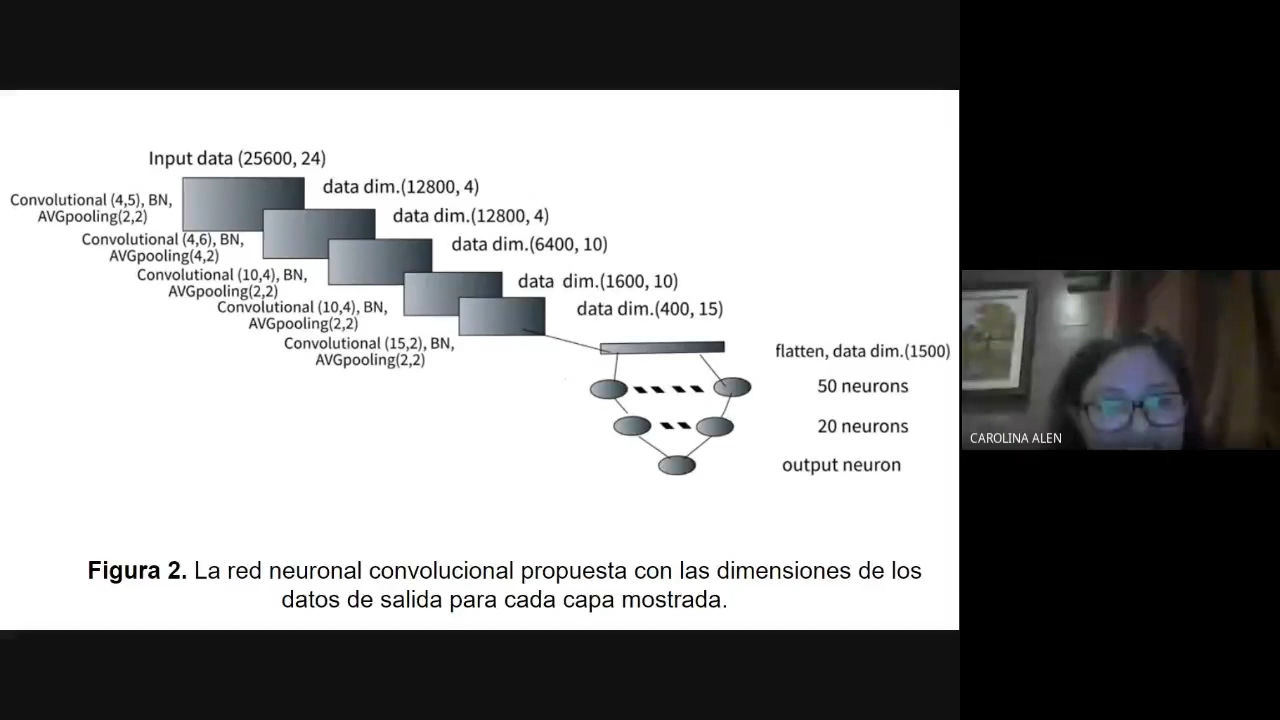 Input data (25600, 24)
Convolutional (4,5), BN,
AVGpooling(2,2)
data dim.(12800, 4)
Convolutional (4,6), BN,
AVGpooling(4,2)
data dim.(12800, 4)
Convolutional (10,4), BN,
AVGpooling(2,2)
data dim.(6400, 10)
Convolutional (10,4), BN,
AVGpooling(2,2)
data dim.(1600, 10)
Convolutional (15,2), BN,
AVGpooling(2,2)
data dim.(400, 15)
flatten, data dim.(1500)
50 neurons
20 neurons
output neuron
Figura 2. La red neuronal convolucional propuesta con las dimensiones de los
datos de salida para cada capa mostrada.
CAROLINA ALEN